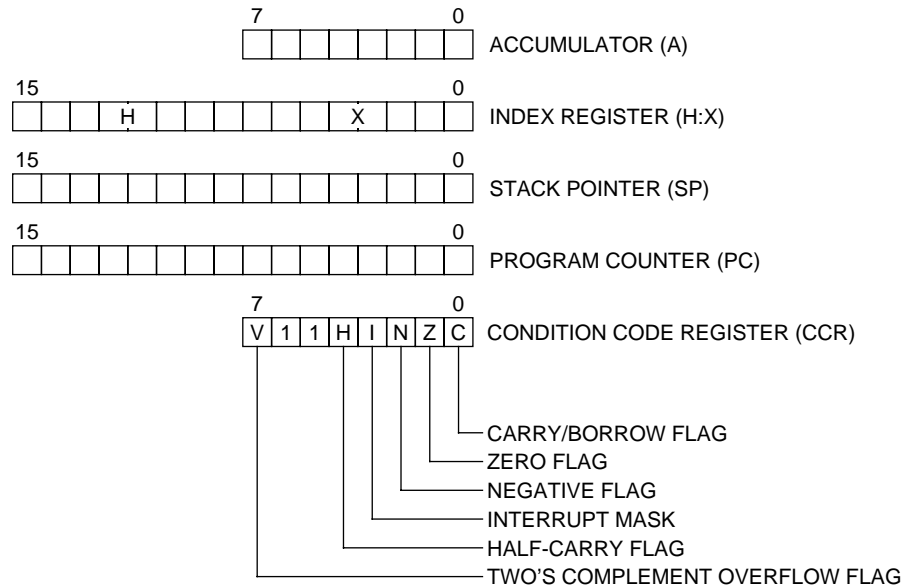 7 0
ACCUMULATOR (A)
15 0
H X INDEX REGISTER (H:X)
15 0
STACK POINTER (SP)
15 0
PROGRAM COUNTER (PC)
7 0
V 1 1 H I N Z C CONDITION CODE REGISTER (CCR)
CARRY/BORROW FLAG
ZERO FLAG
NEGATIVE FLAG
INTERRUPT MASK
HALF-CARRY FLAG
TWO'S COMPLEMENT OVERFLOW FLAG